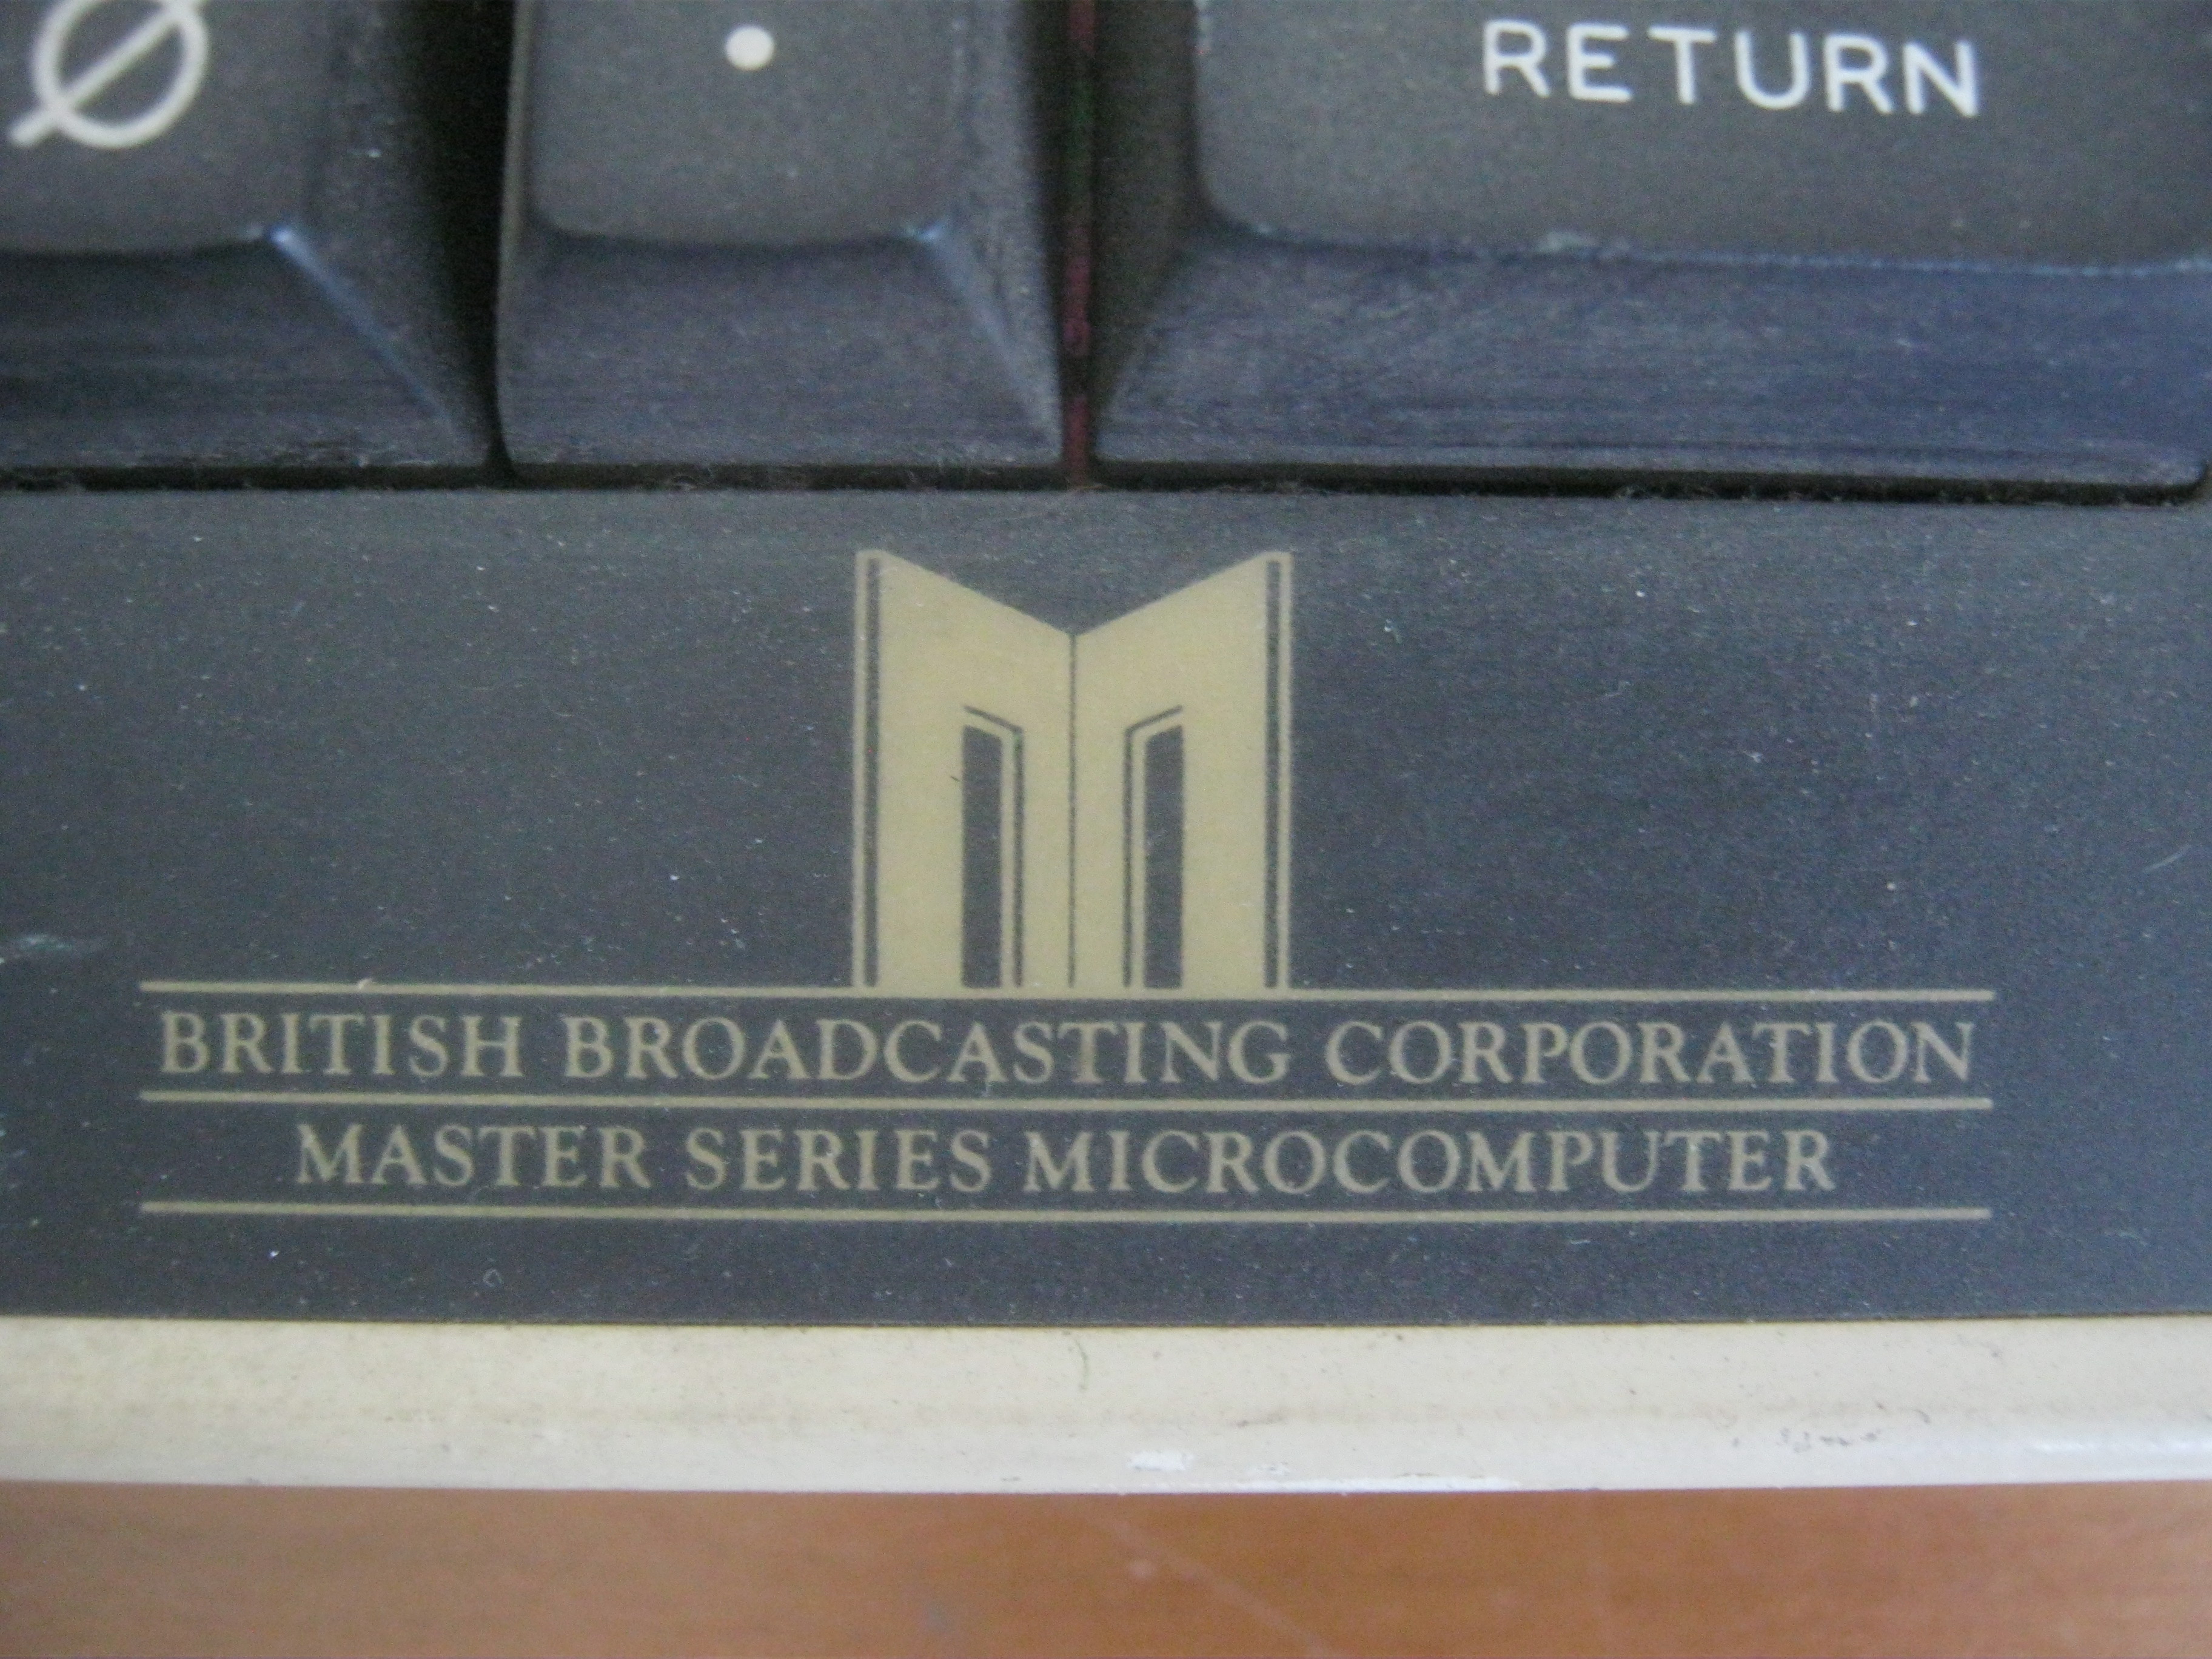 Ø . RETURN
BRITISH BROADCASTING CORPORATION
MASTER SERIES MICROCOMPUTER